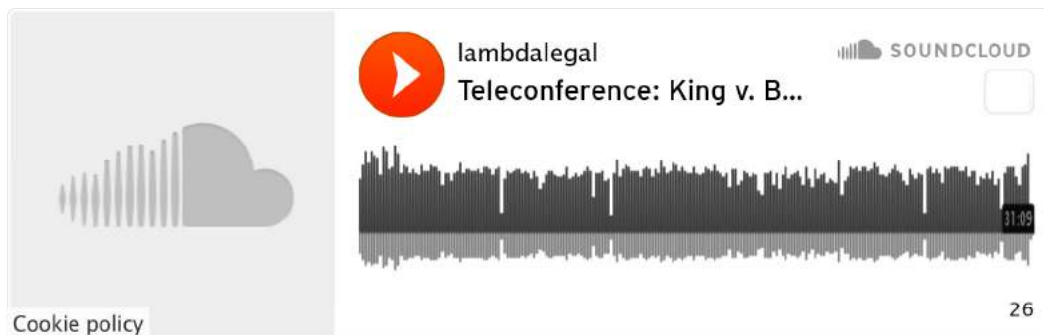 lambdalegal
SOUNDCLOUD
Teleconference: King v. B...
31:09
26
Cookie policy